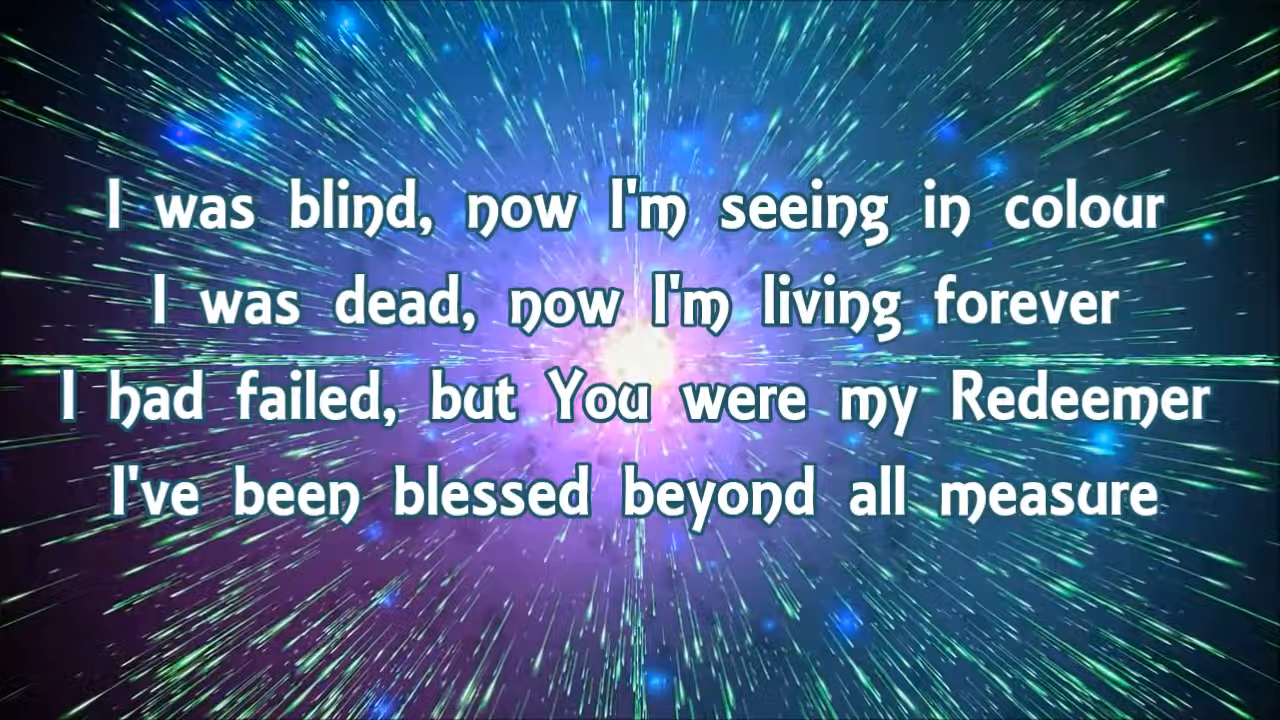 I was blind, now I'm seeing in colour
I was dead, now I'm living forever
I had failed, but You were my Redeemer
I've been blessed beyond all measure